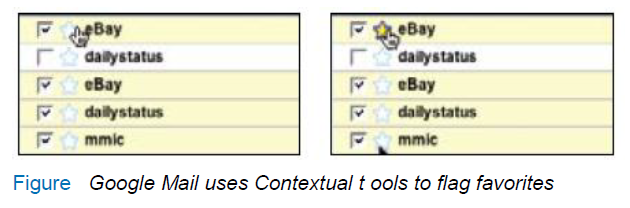 eBay
dailystatus
eBay
dailystatus
mmic
eBay
dailystatus
eBay
dailystatus
mmic
Figure Google Mail uses Contextual t ools to flag favorites